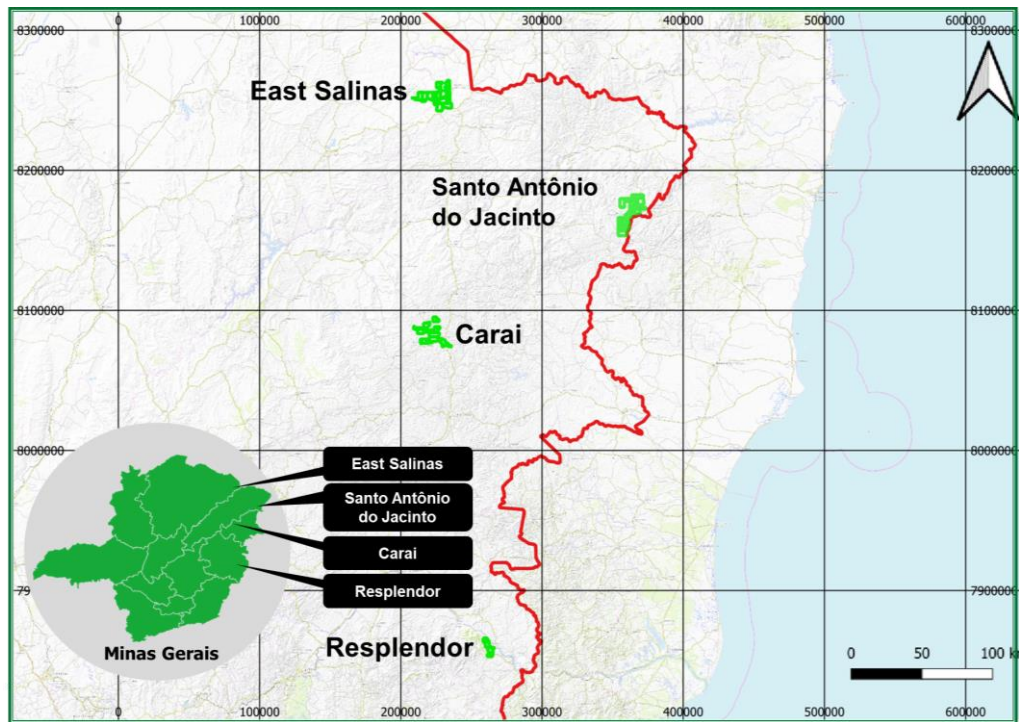 0 100000 200000 300000 400000 500000 600000
8300000 8300000
East Salinas
8200000 8200000
Santo Antônio
do Jacinto
8100000 8100000
Carai
8000000 8000000
East Salinas
Santo Antônio
do Jacinto
Carai
79 7900000
Resplendor
Resplendor
Minas Gerais
0 50 100 k
0 100000 200000 300000 400000 500000 600000